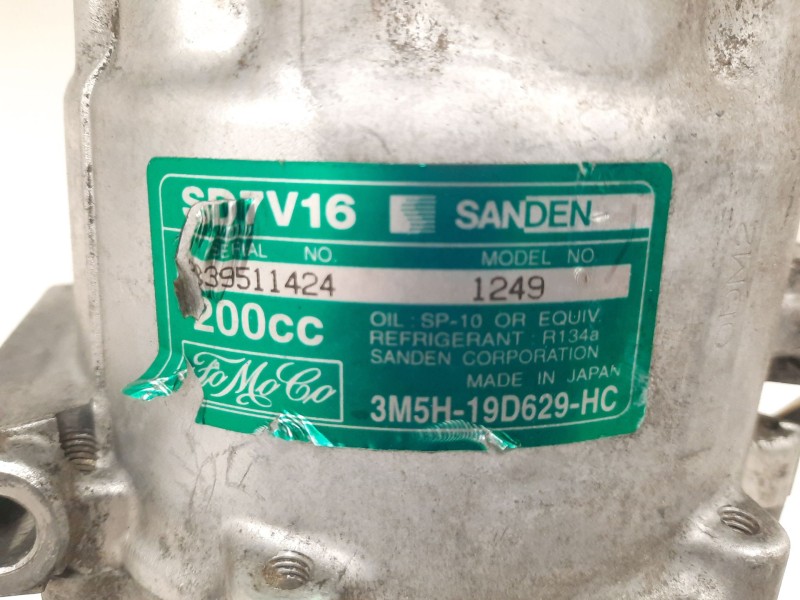 SD7V16 SANDEN
SERIAL NO. MODEL NO
39511424 1249
200cc
OIL : SP-10 OR EQUIV.
REFRIGERANT : R134a
SANDEN CORPORATION
MADE IN JAPAN
FoMoCo
3M5H-19D629-HC